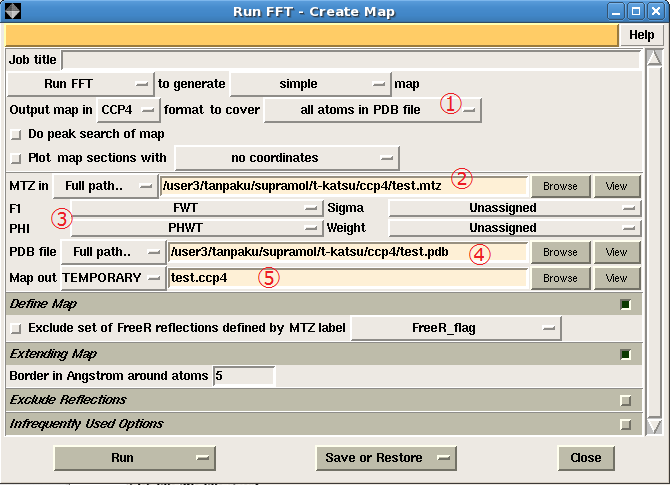 Run FFT - Create Map
Help
Job title
Run FFT to generate simple map
Output map in CCP4 format to cover all atoms in PDB file ①
Do peak search of map
Plot map sections with no coordinates
MTZ in Full path.. /user3/tanpaku/supramol/t-katsu/ccp4/test.mtz ② Browse View
F1 FWT Sigma Unassigned
③
PHI PHWT Weight Unassigned
PDB file Full path.. /user3/tanpaku/supramol/t-katsu/ccp4/test.pdb ④ Browse View
Map out TEMPORARY test.ccp4 ⑤ Browse View
Define Map
Exclude set of FreeR reflections defined by MTZ label FreeR_flag
Extending Map
Border in Angstrom around atoms 5
Exclude Reflections
Infrequently Used Options
Run Save or Restore Close